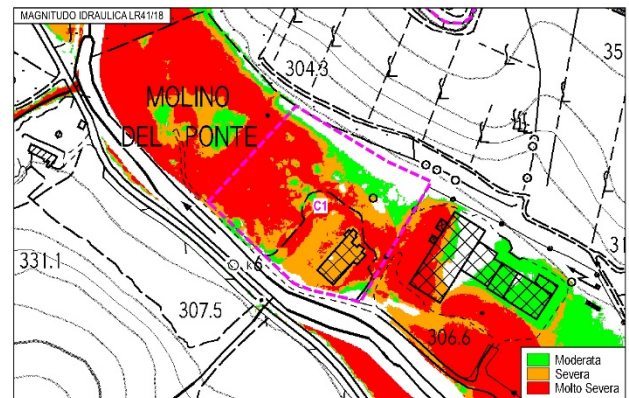 MAGNITUDO IDRAULICA LR41/18
304.3
35
MOLINO
DEL PONTE
C1
331.1
k6
307.5
306.6
31
Moderata
Severa
Molto Severa